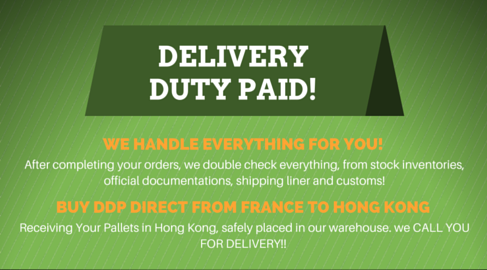 DELIVERY
DUTY PAID!
WE HANDLE EVERYTHING FOR YOU!
After completing your orders, we double check everything, from stock inventories,
official documentations, shipping liner and customs!
BUY DDP DIRECT FROM FRANCE TO HONG KONG
Receiving Your Pallets in Hong Kong, safely placed in our warehouse. we CALL YOU
FOR DELIVERY!!